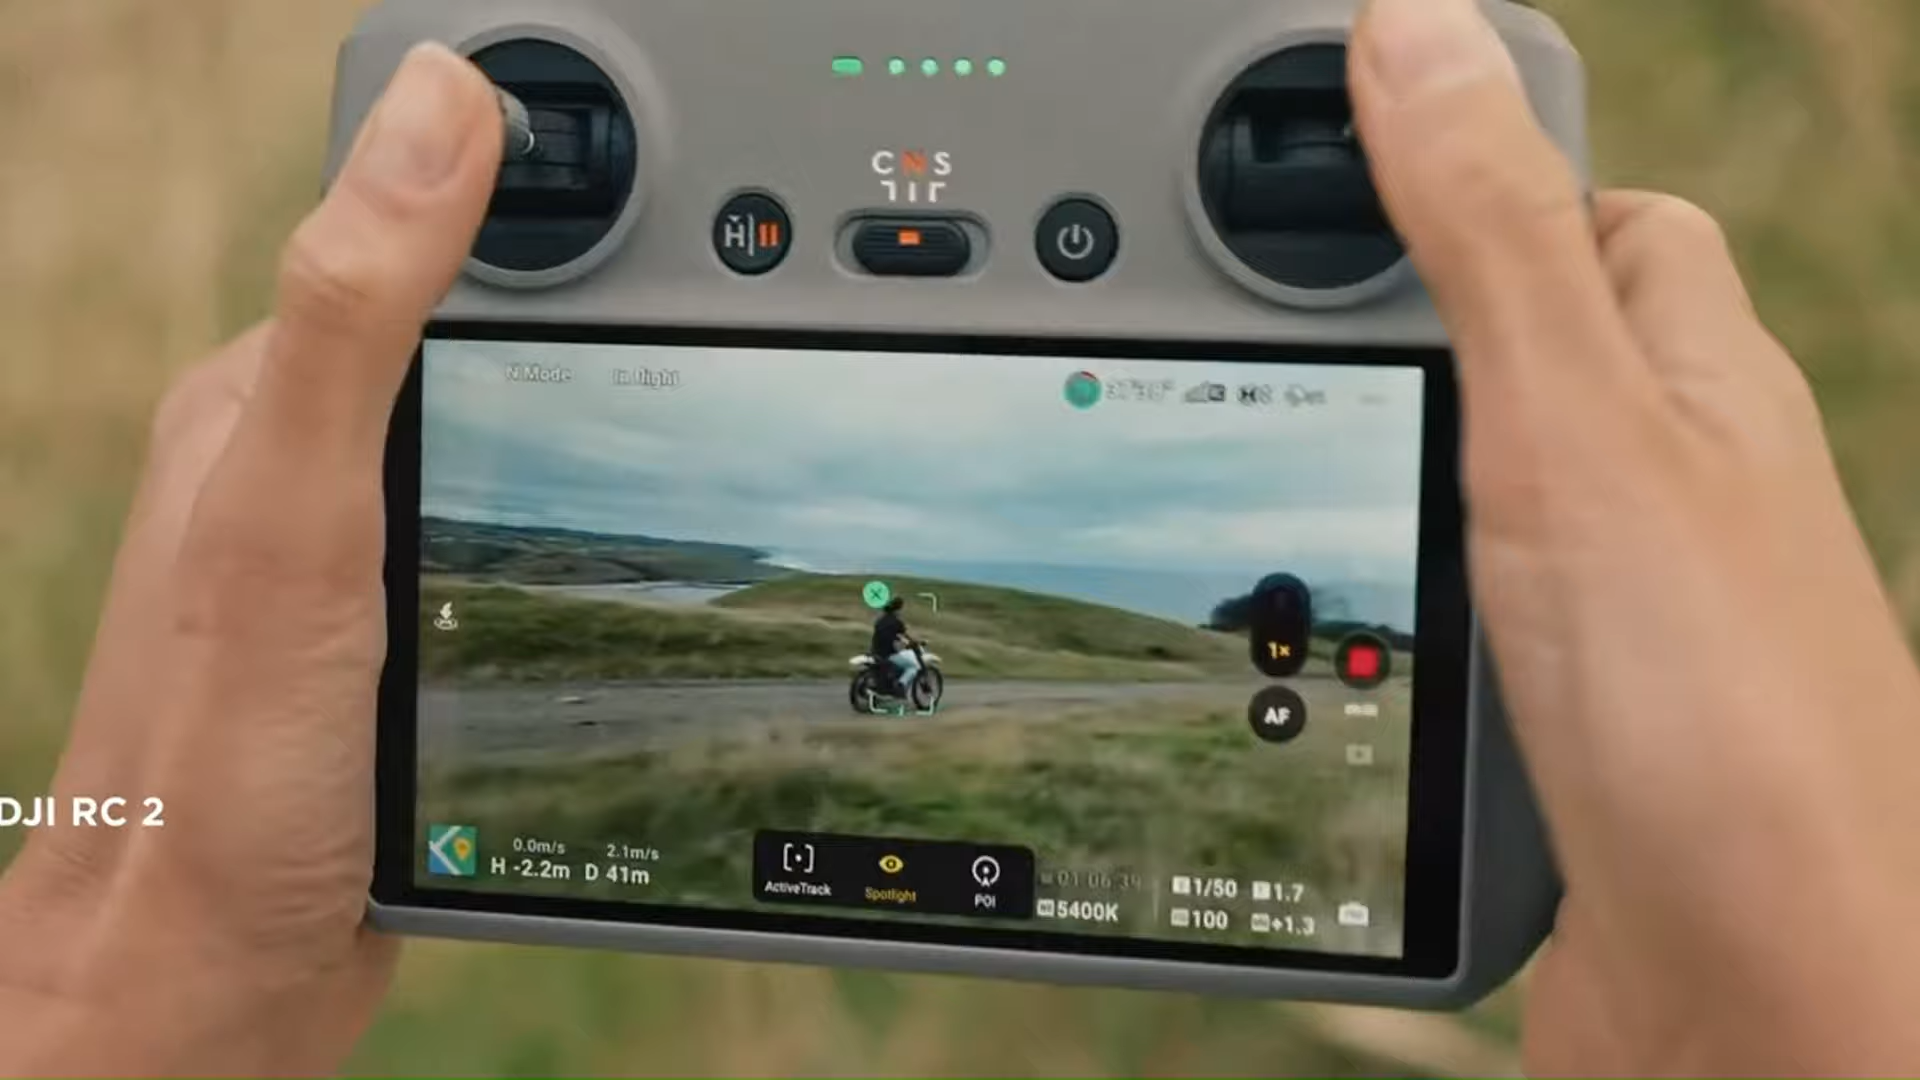 C N S
H
N Mode In flight
1x
AF
DJI RC 2
0.0m/s 2.1m/s
H -2.2m D 41m
ActiveTrack Spotlight POI
5400K
1/50 1.7
100 +1.3